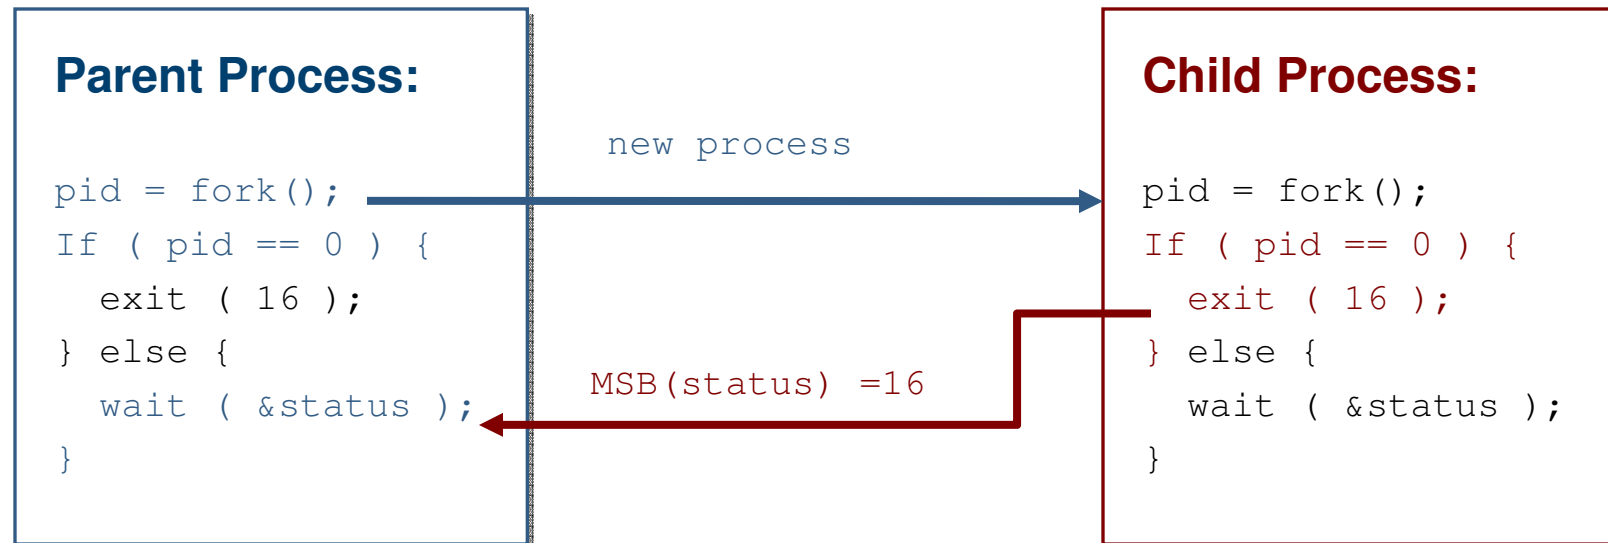 Parent Process:
pid = fork();
If ( pid == 0 ) {
  exit ( 16 );
} else {
  wait ( &status );
}
new process
MSB(status) =16
Child Process:
pid = fork();
If ( pid == 0 ) {
  exit ( 16 );
} else {
  wait ( &status );
}